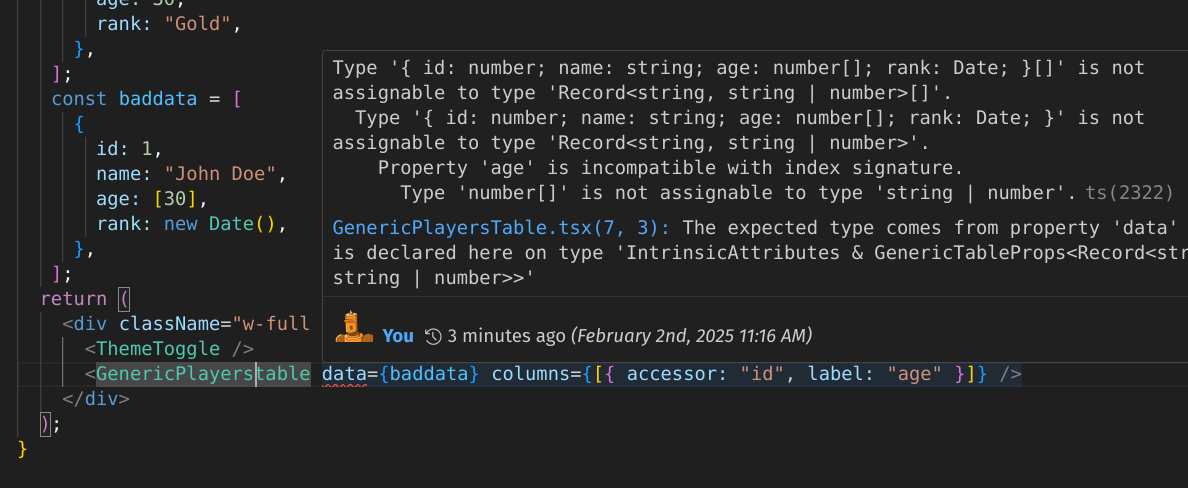 age: 30,
rank: "Gold",
},
];
const baddata = [
{
id: 1,
name: "John Doe",
age: [30],
rank: new Date(),
},
];
return (
<div className="w-full
<ThemeToggle />
<GenericPlayerstable data={baddata} columns={[{ accessor: "id", label: "age" }]} />
</div>
);
}
Type '{ id: number; name: string; age: number[]; rank: Date; }[]' is not
assignable to type 'Record<string, string | number>[]'.
Type '{ id: number; name: string; age: number[]; rank: Date; }' is not
assignable to type 'Record<string, string | number>'.
Property 'age' is incompatible with index signature.
Type 'number[]' is not assignable to type 'string | number'. ts(2322)
GenericPlayersTable.tsx(7, 3): The expected type comes from property 'data'
is declared here on type 'IntrinsicAttributes & GenericTableProps<Record<str
string | number>>'
You 3 minutes ago (February 2nd, 2025 11:16 AM)